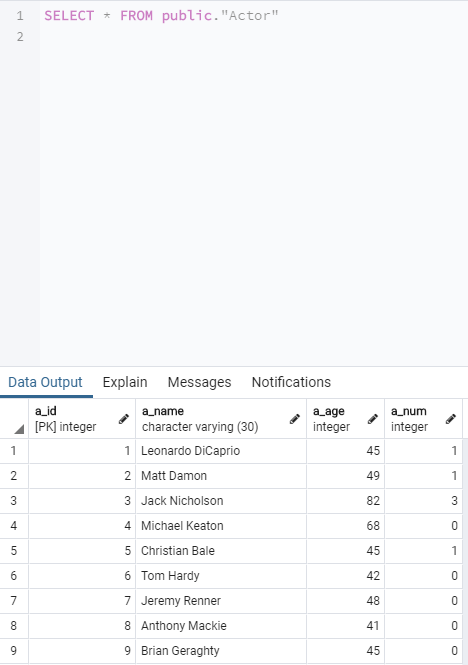 1 SELECT * FROM public."Actor"
2
Data Output Explain Messages Notifications
a_id a_name a_age a_num
[PK] integer character varying (30) integer integer
1 1 Leonardo DiCaprio 45 1
2 2 Matt Damon 49 1
3 3 Jack Nicholson 82 3
4 4 Michael Keaton 68 0
5 5 Christian Bale 45 1
6 6 Tom Hardy 42 0
7 7 Jeremy Renner 48 0
8 8 Anthony Mackie 41 0
9 9 Brian Geraghty 45 0